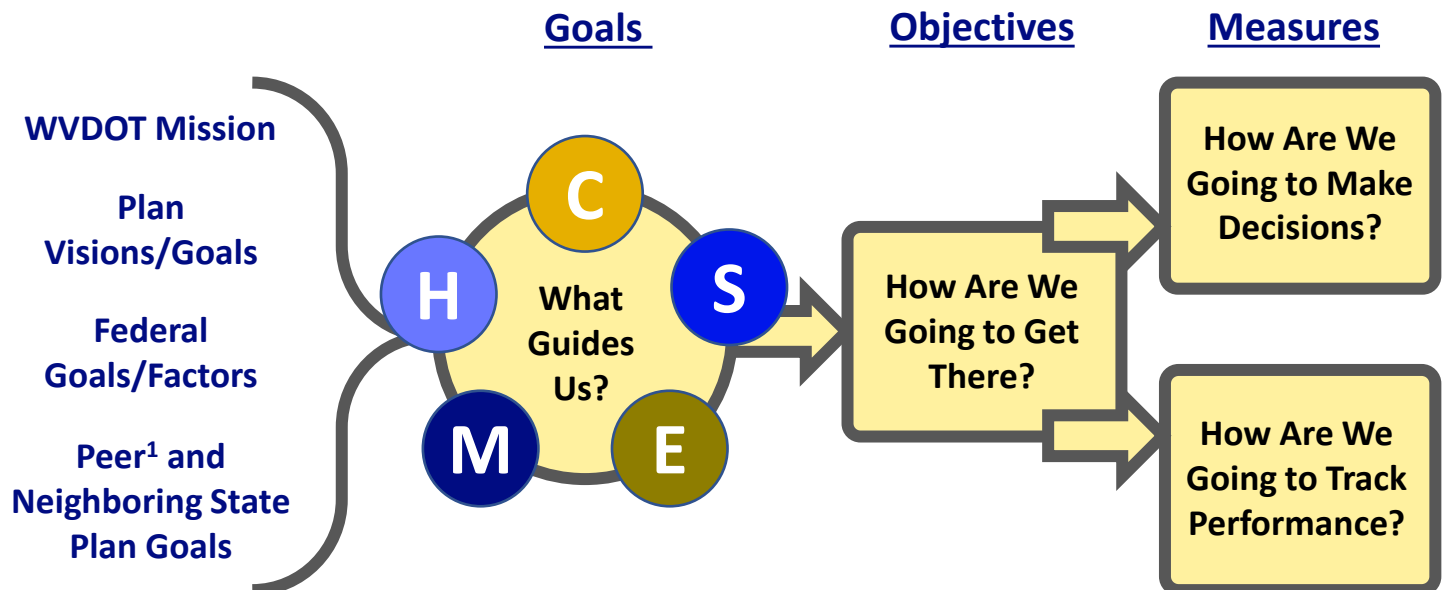 Goals
Objectives
Measures
WVDOT Mission
Plan
Visions/Goals
Federal
Goals/Factors
Peer¹ and
Neighboring State
Plan Goals
C
H
S
M
E
What
Guides
Us?
How Are We
Going to Get
There?
How Are We
Going to Make
Decisions?
How Are We
Going to Track
Performance?